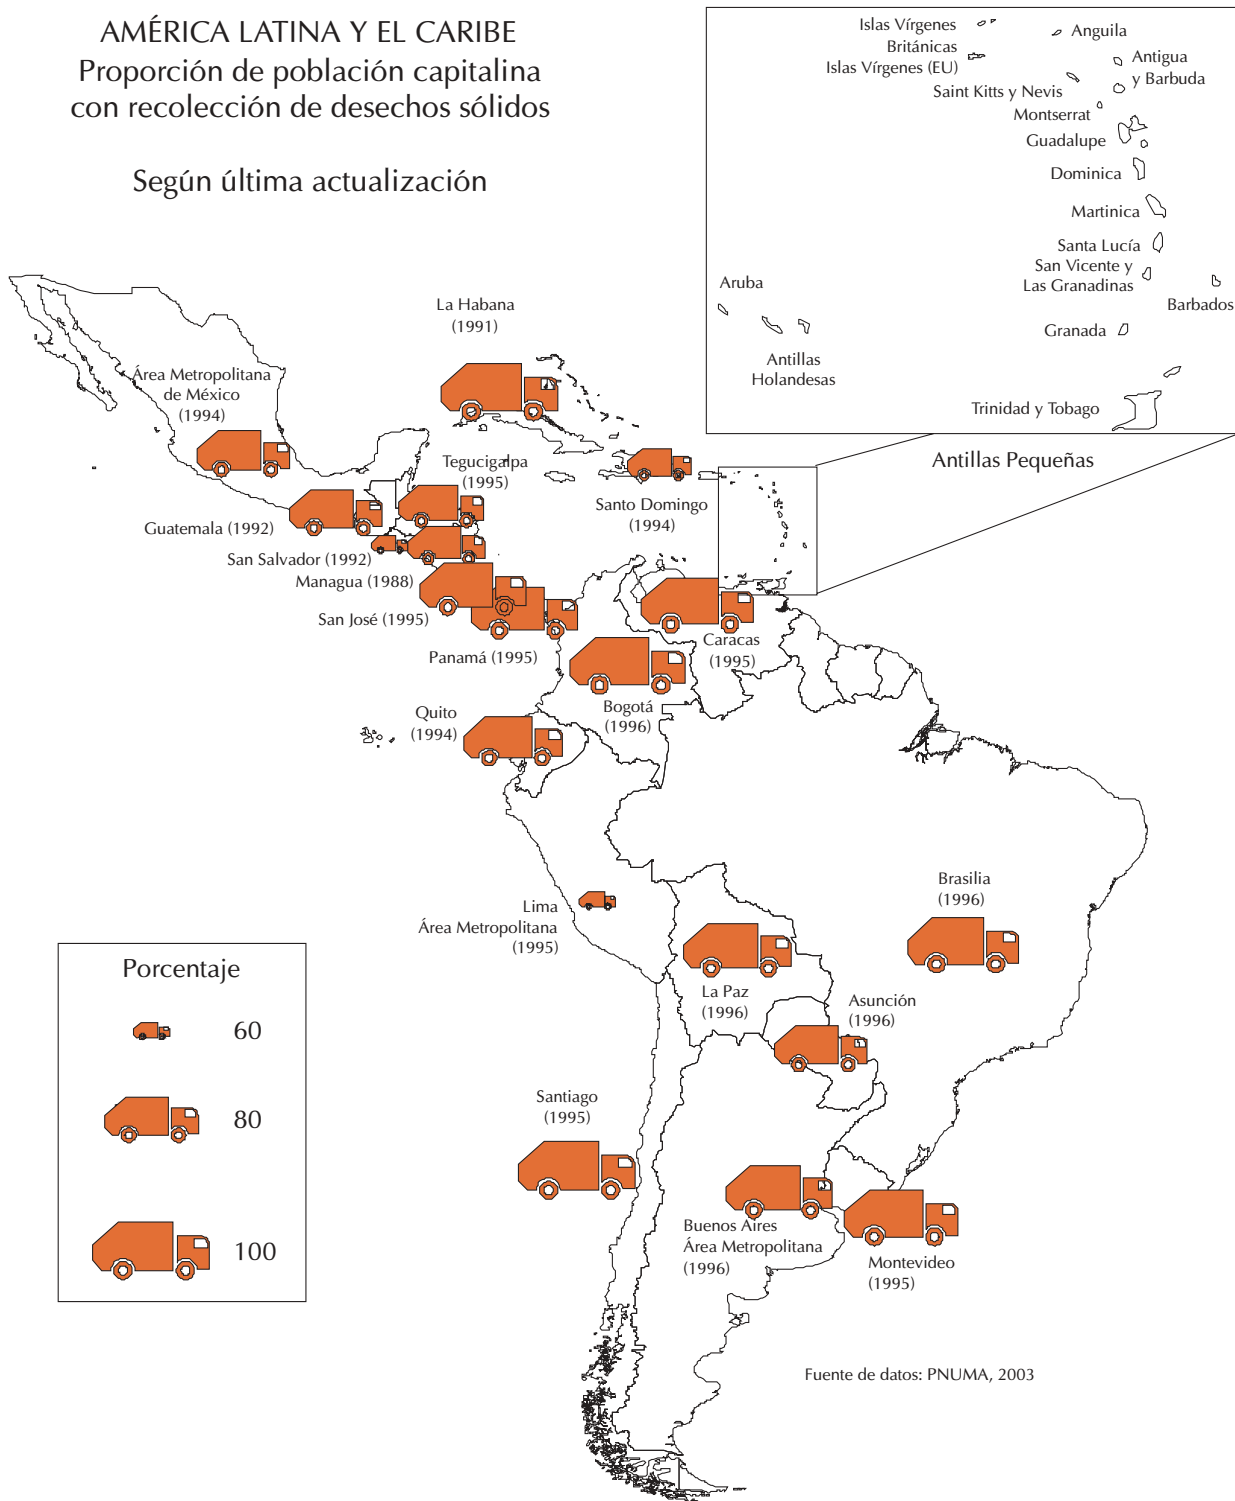 AMÉRICA LATINA Y EL CARIBE
Proporción de población capitalina
con recolección de desechos sólidos
Según última actualización
Islas Vírgenes
Británicas
Islas Vírgenes (EU)
Anguila
Antigua
y Barbuda
Saint Kitts y Nevis
Montserrat
Guadalupe
Dominica
Martinica
Santa Lucía
San Vicente y
Las Granadinas
Barbados
Granada
Aruba
Antillas
Holandesas
Trinidad y Tobago
Antillas Pequeñas
La Habana
(1991)
Área Metropolitana
de México
(1994)
Tegucigalpa
(1995)
Santo Domingo
(1994)
Guatemala (1992)
San Salvador (1992)
Managua (1988)
San José (1995)
Panamá (1995)
Caracas
(1995)
Bogotá
(1996)
Quito
(1994)
Lima
Área Metropolitana
(1995)
Brasilia
(1996)
La Paz
(1996)
Asunción
(1996)
Santiago
(1995)
Buenos Aires
Área Metropolitana
(1996)
Montevideo
(1995)
Porcentaje
60
80
100
Fuente de datos: PNUMA, 2003